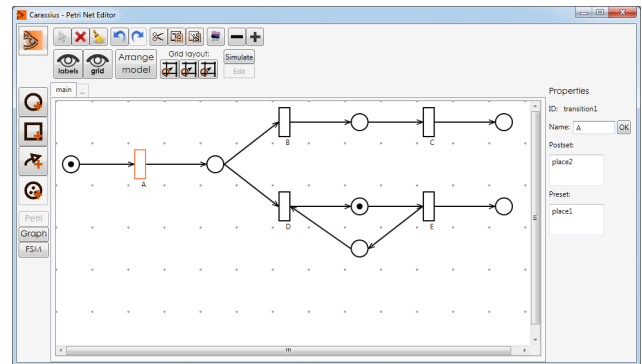 Carassius - Petri Net Editor
labels
grid
Arrange
model
Grid layout:
Simulate
Edit
main
...
Petri
Graph
FSM
A
B
C
D
E
Properties
ID: transition1
Name: A OK
Postset:
place2
Preset:
place1